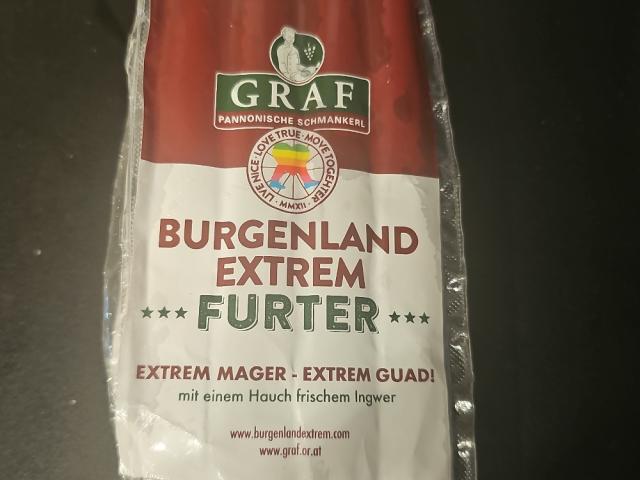 GRAF
PANNONISCHE SCHMANKERL
LIVE NICE · LOVE TRUE · MOVE TOGEHTER
· MMXII ·
BURGENLAND
EXTREM
*** FURTER ***
EXTREM MAGER - EXTREM GUAD!
mit einem Hauch frischem Ingwer
www.burgenlandextrem.com
www.graf.or.at